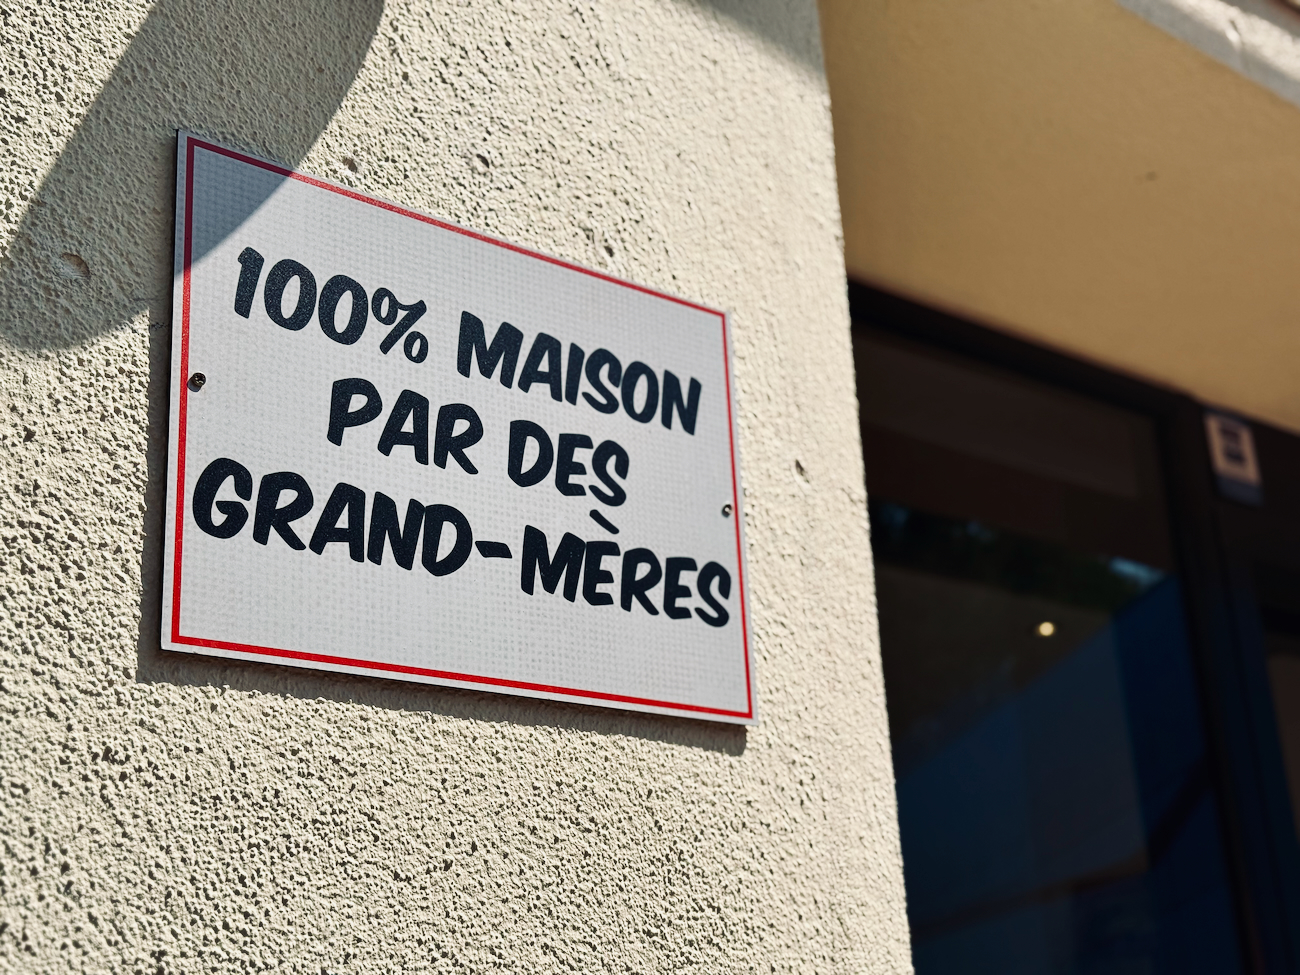 100% MAISON
PAR DES
GRAND-MÈRES